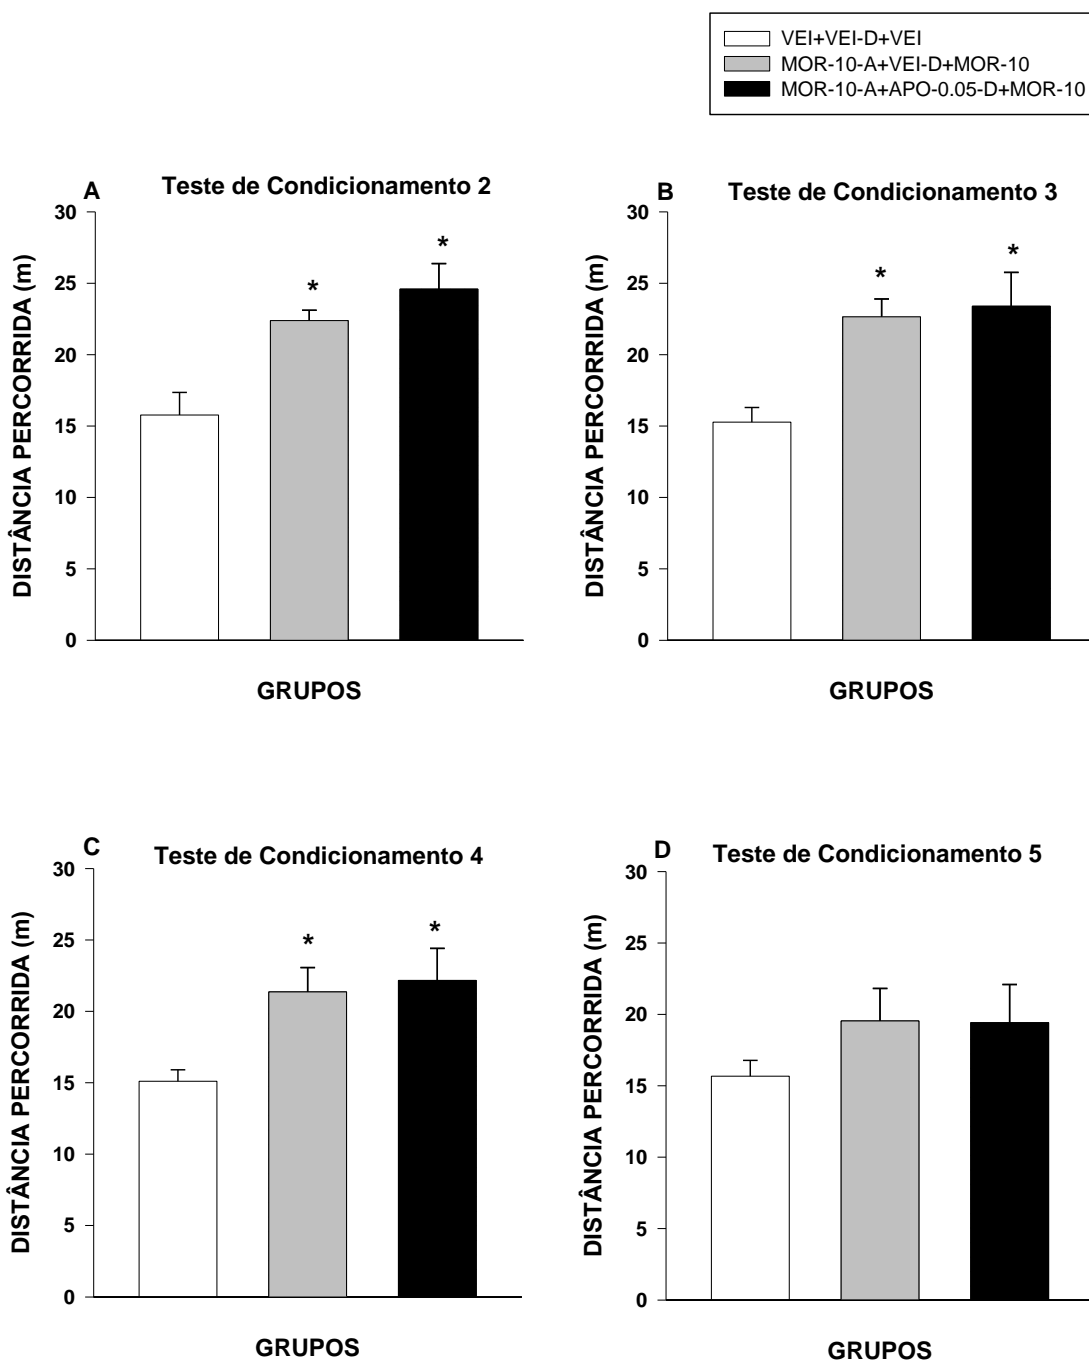 VEI+VEI-D+VEI
MOR-10-A+VEI-D+MOR-10
MOR-10-A+APO-0.05-D+MOR-10
A
Teste de Condicionamento 2
30
25
20
15
10
5
0
DISTÂNCIA PERCORRIDA (m)
*
*
GRUPOS
B
Teste de Condicionamento 3
30
25
20
15
10
5
0
DISTÂNCIA PERCORRIDA (m)
*
*
GRUPOS
C
Teste de Condicionamento 4
30
25
20
15
10
5
0
DISTÂNCIA PERCORRIDA (m)
*
*
GRUPOS
D
Teste de Condicionamento 5
30
25
20
15
10
5
0
DISTÂNCIA PERCORRIDA (m)
GRUPOS